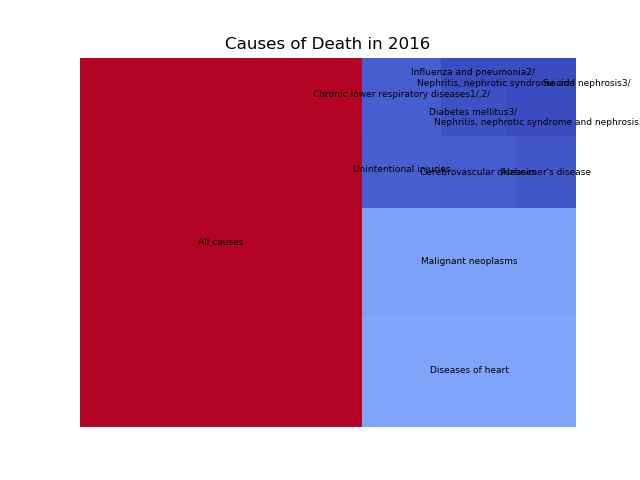 Causes of Death in 2016
Influenza and pneumonia2/
Nephritis, nephrotic syndrome and nephrosis3/
Suicide
Chronic lower respiratory diseases1/,2/
Diabetes mellitus3/
Nephritis, nephrotic syndrome and nephrosis
Unintentional injuries
Cerebrovascular diseases
Alzheimer's disease
All causes
Malignant neoplasms
Diseases of heart